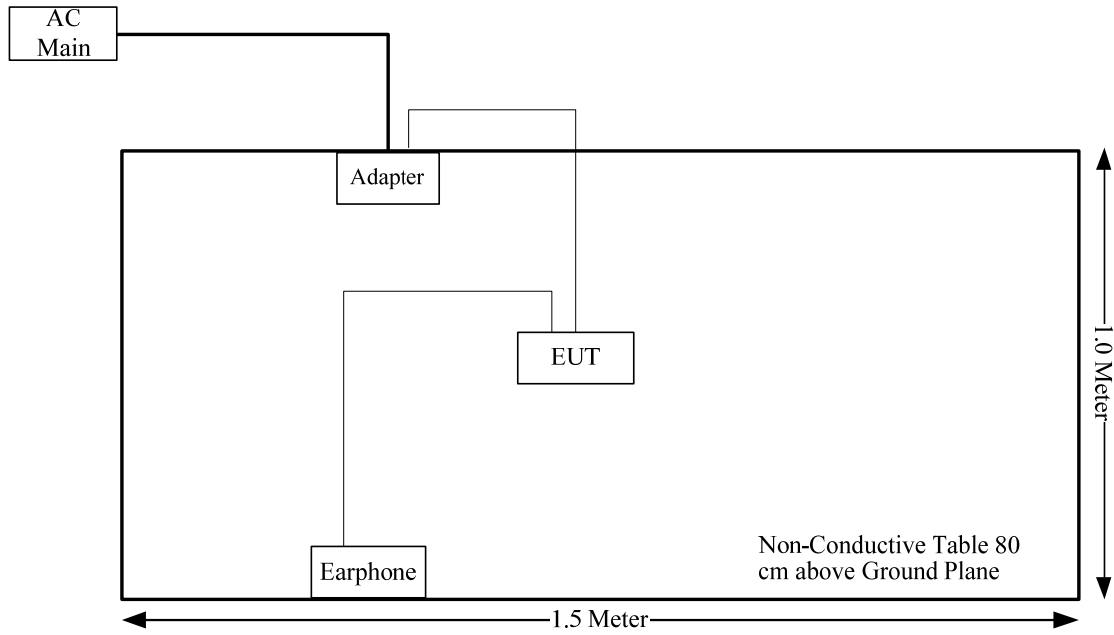 AC
Main
Adapter
EUT
1.0 Meter
Non-Conductive Table 80
cm above Ground Plane
Earphone
1.5 Meter